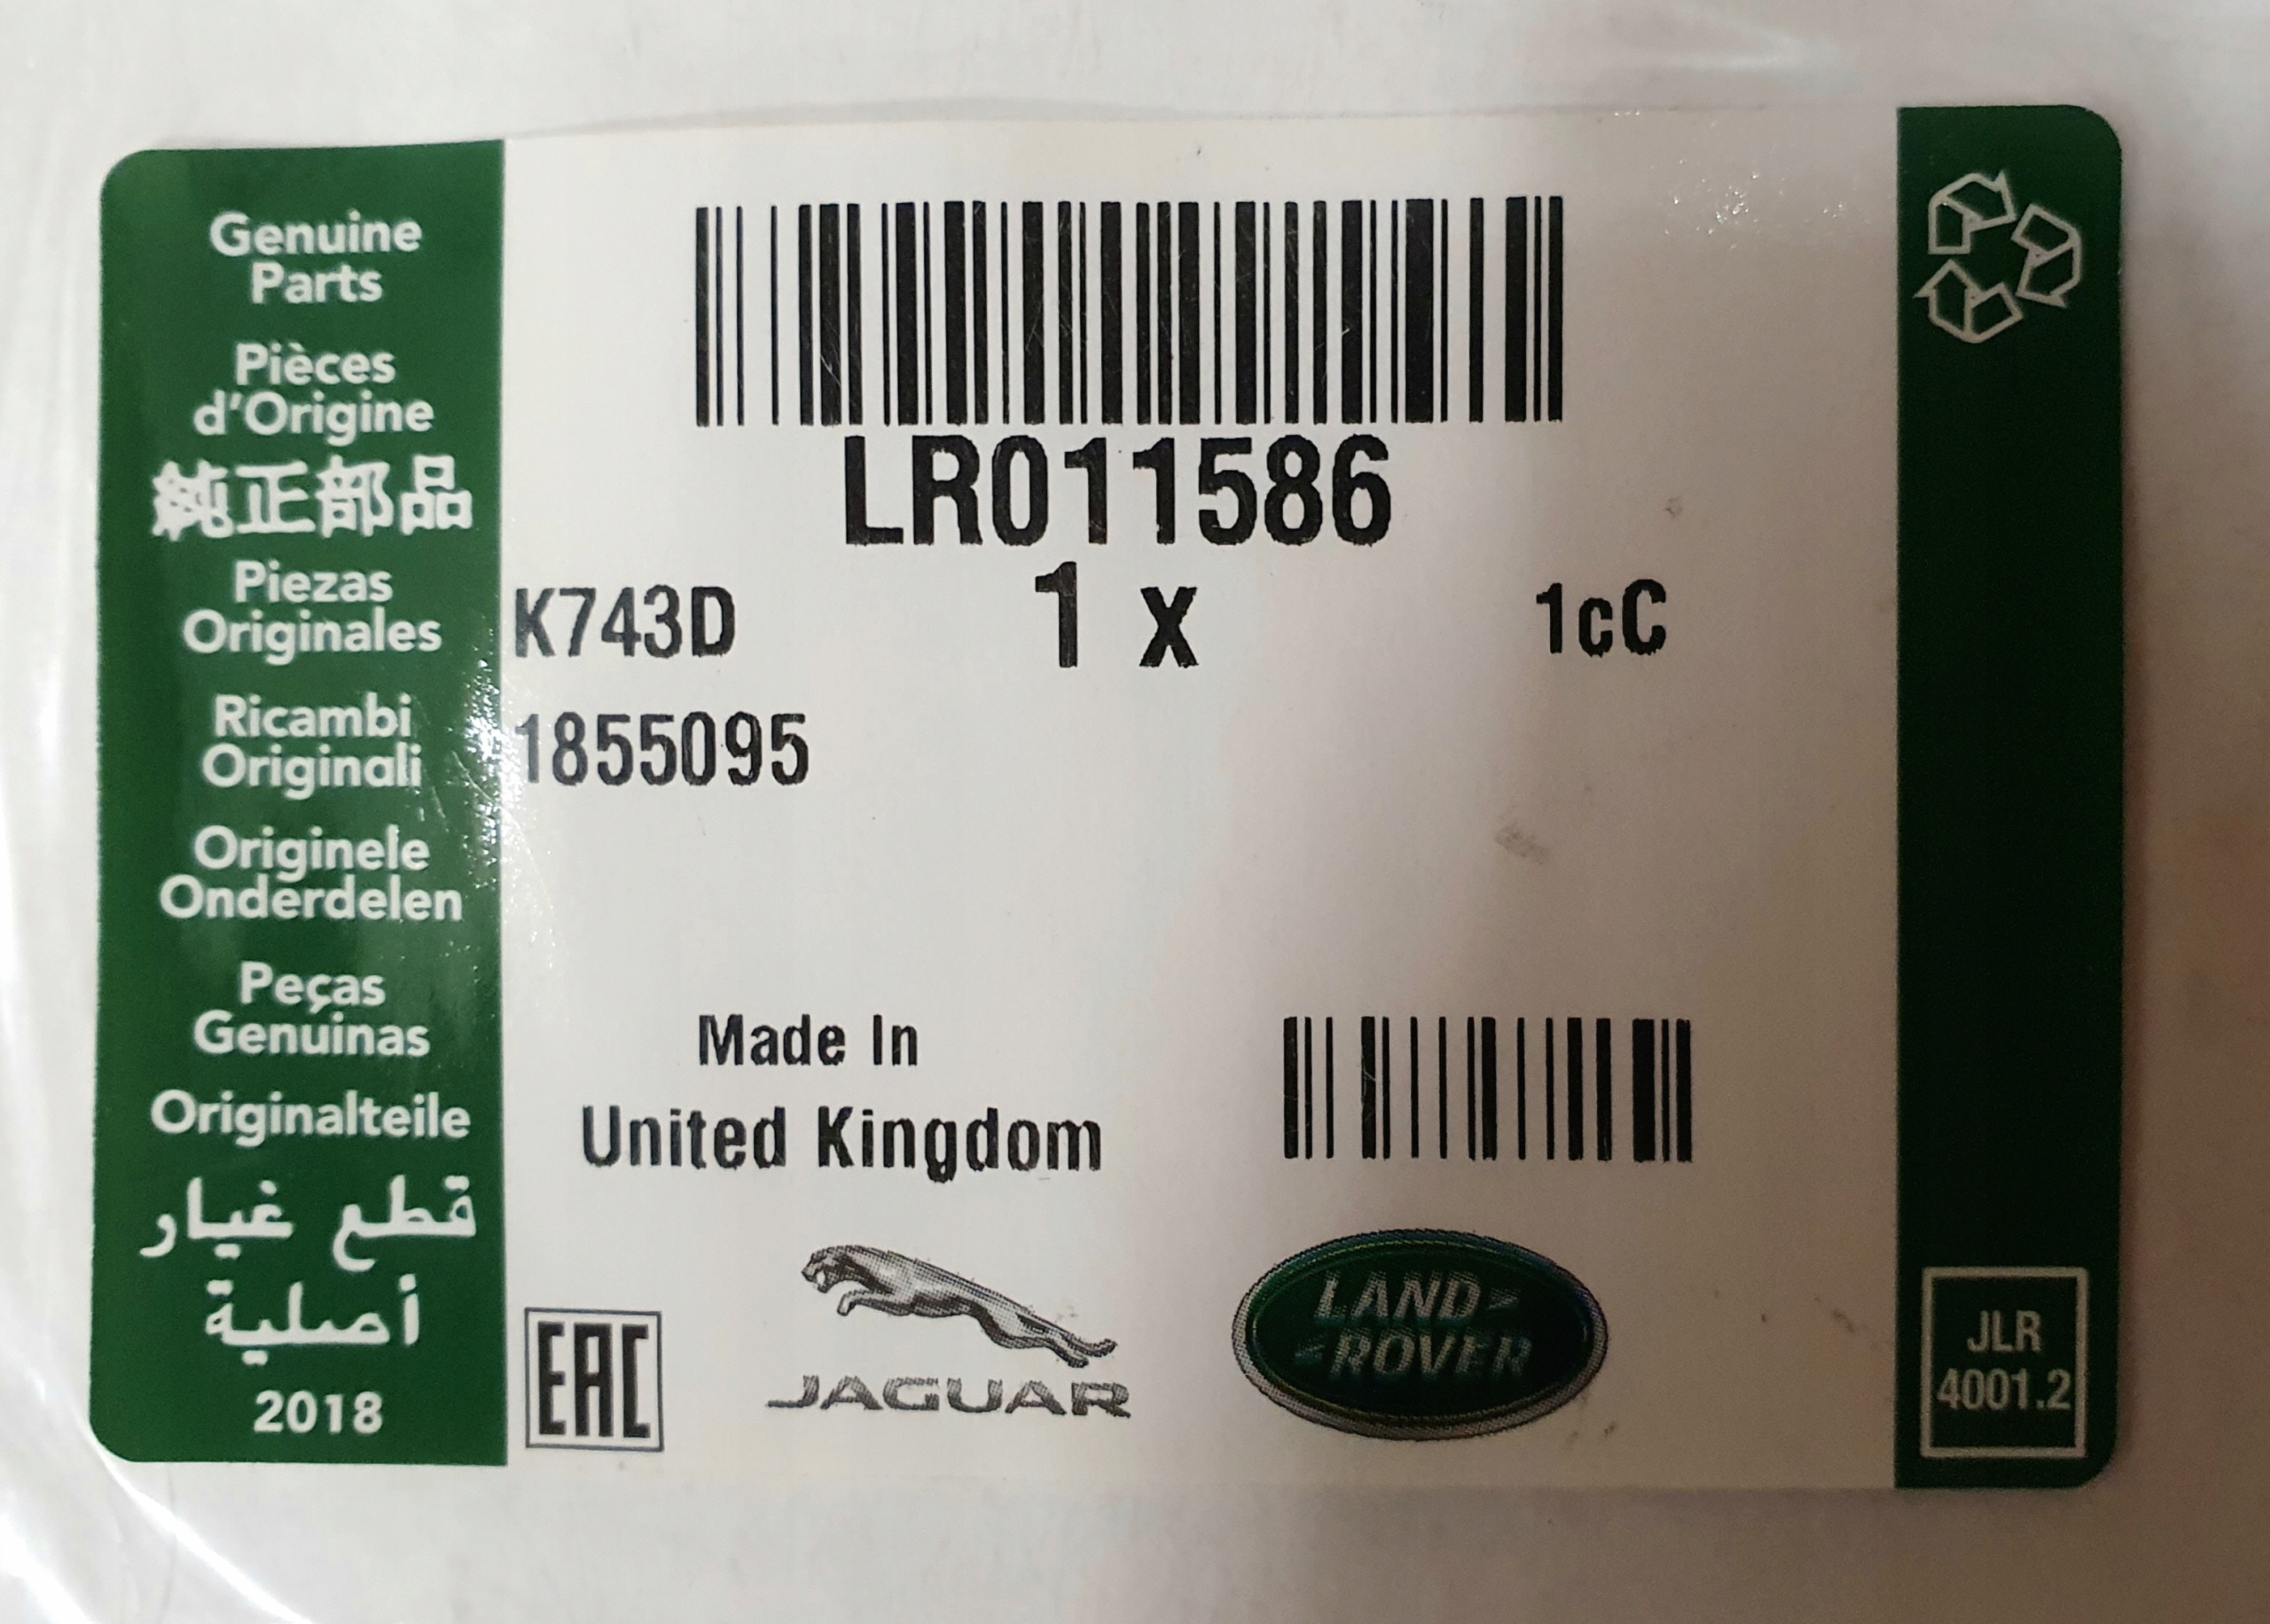 Genuine
Parts
Pièces
d'Origine
純正部品
Piezas
Originales
Ricambi
Originali
Originele
Onderdelen
Peças
Genuínas
Originalteile
قطع غيار
أصلية
2018
LR011586
K743D 1 x 1cC
1855095
Made In
United Kingdom
EAC
JAGUAR
LAND
ROVER
JLR
4001.2